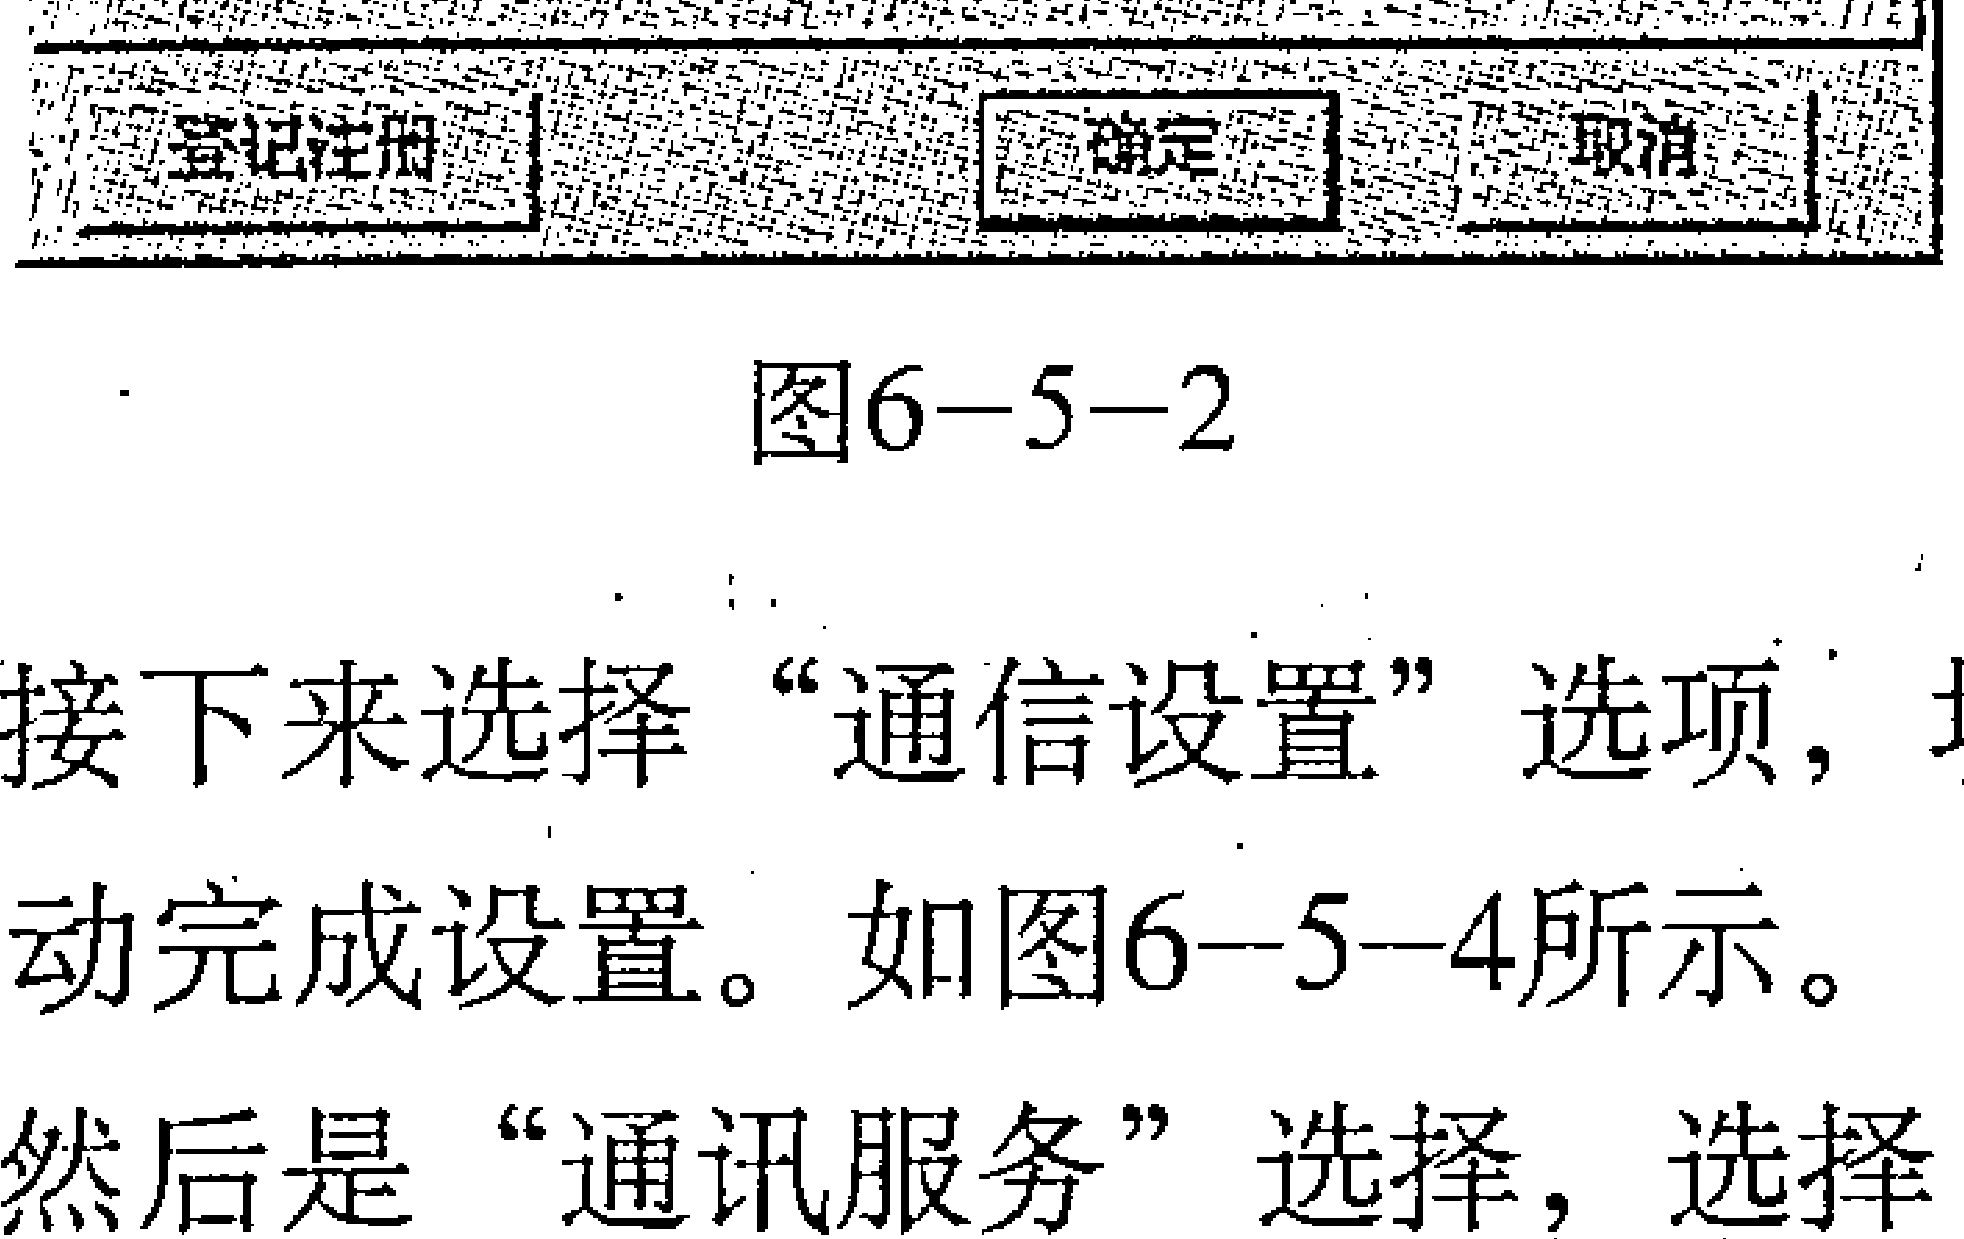 登记注册 确定 取消
图6-5-2
接下来选择“通信设置”选项，
动完成设置。如图6-5-4所示。
然后是“通讯服务”选择，选择